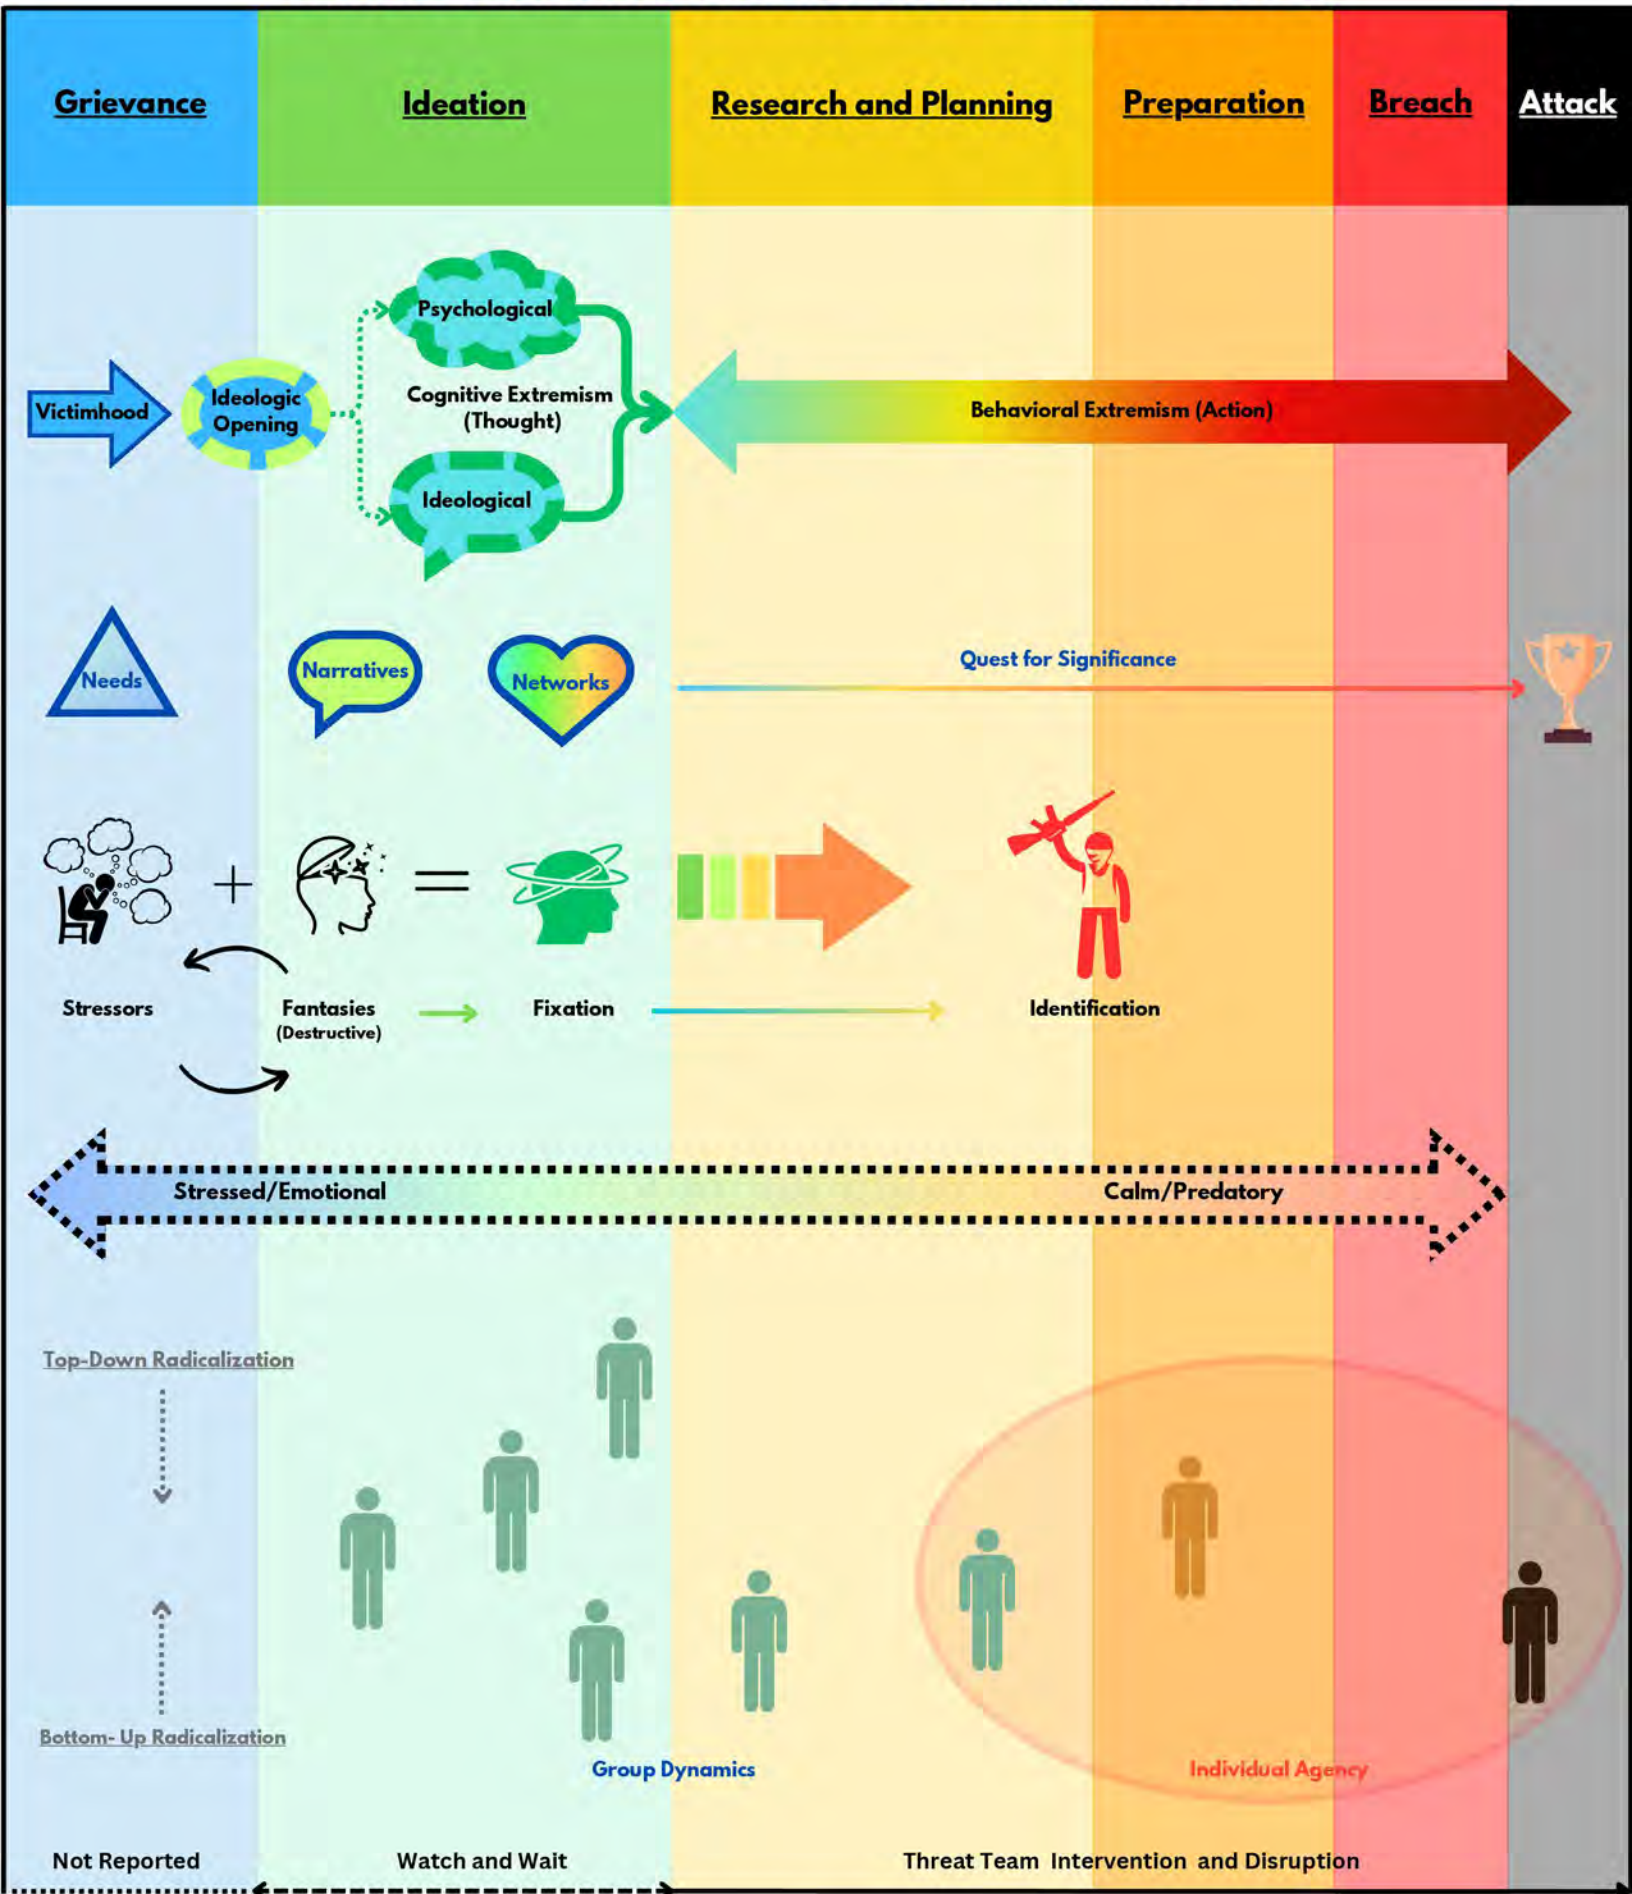 Grievance
Ideation
Research and Planning
Preparation
Breach
Attack
Psychological
Victimhood
Ideologic
Opening
Cognitive Extremism
(Thought)
Behavioral Extremism (Action)
Ideological
Needs
Narratives
Networks
Quest for Significance
Stressors
Fantasies
(Destructive)
Fixation
Identification
Stressed/Emotional
Calm/Predatory
Top-Down Radicalization
Bottom- Up Radicalization
Group Dynamics
Individual Agency
Not Reported
Watch and Wait
Threat Team Intervention and Disruption